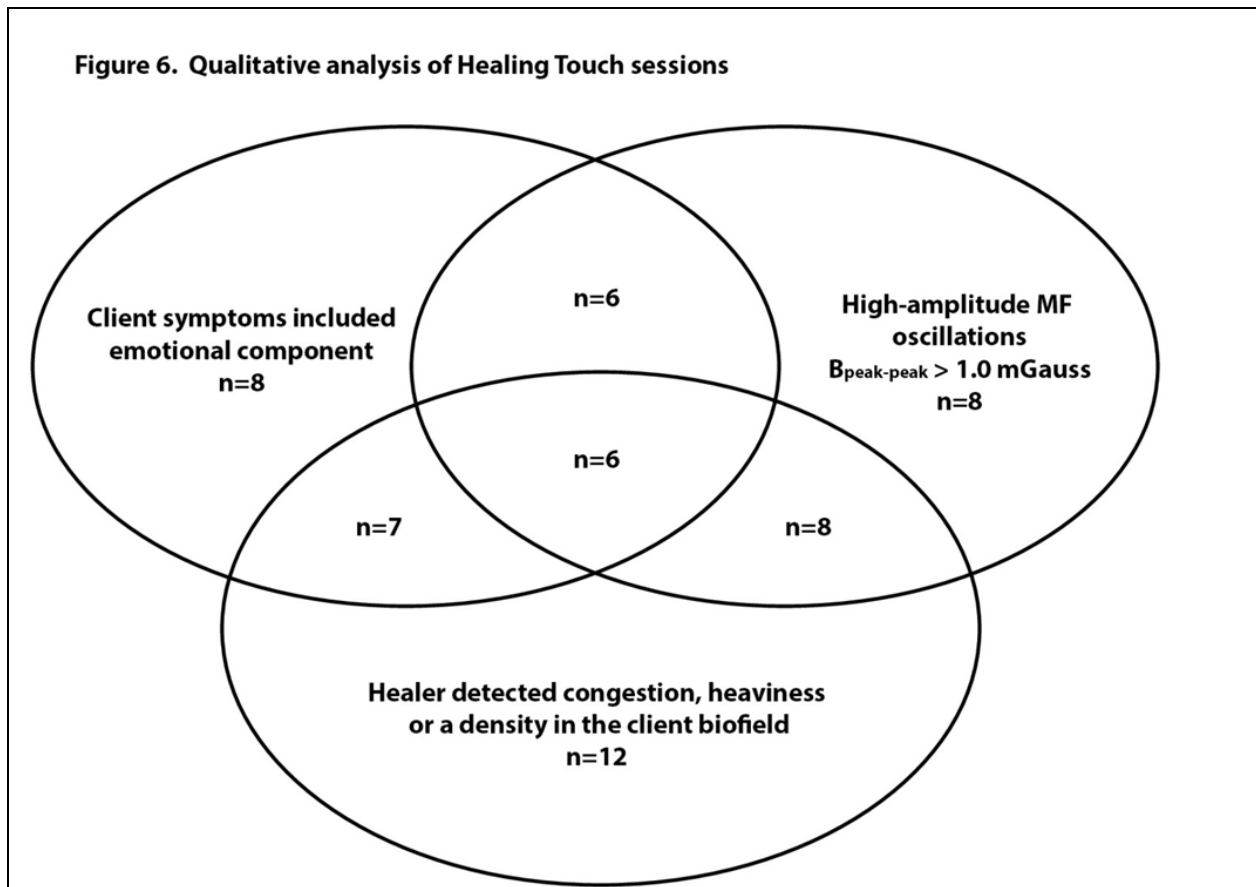 Figure 6. Qualitative analysis of Healing Touch sessions
n=6
Client symptoms included
emotional component
n=8
High-amplitude MF
oscillations
Bpeak-peak > 1.0 mGauss
n=8
n=6
n=7
n=8
Healer detected congestion, heaviness
or a density in the client biofield
n=12